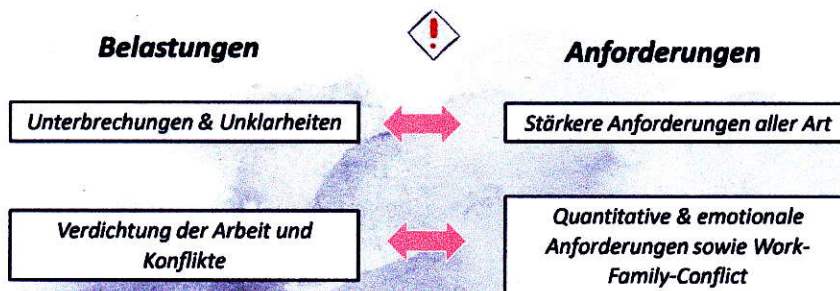 Belastungen
!
Anforderungen
Unterbrechungen & Unklarheiten
Stärkere Anforderungen aller Art
Verdichtung der Arbeit und
Konflikte
Quantitative & emotionale
Anforderungen sowie Work-
Family-Conflict